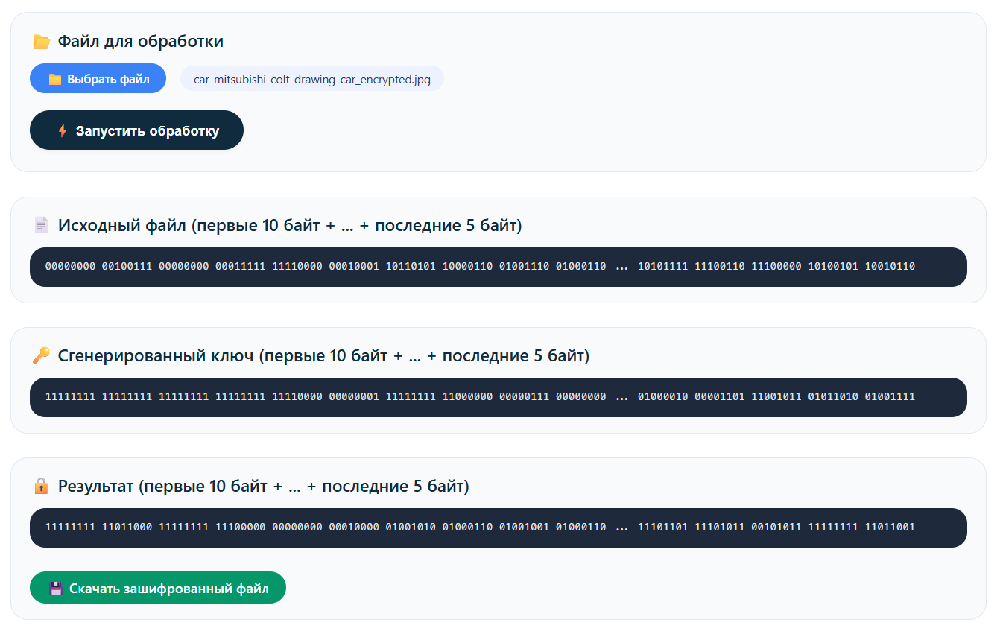 📂 Файл для обработки
📁 Выбрать файл car-mitsubishi-colt-drawing-car_encrypted.jpg
⚡ Запустить обработку
📄 Исходный файл (первые 10 байт + ... + последние 5 байт)
00000000 00100111 00000000 00011111 11110000 00010001 10110101 10000110 01001110 01000110 ... 10101111 11100110 11100000 10100101 10010110
🔑 Сгенерированный ключ (первые 10 байт + ... + последние 5 байт)
11111111 11111111 11111111 11111111 11110000 00000001 11111111 11000000 00000111 00000000 ... 01000010 00001101 11001011 01011010 01001111
🔒 Результат (первые 10 байт + ... + последние 5 байт)
11111111 11011000 11111111 11100000 00000000 00010000 01001010 01000110 01001001 01000110 ... 11101101 11101011 00101011 11111111 11011001
💾 Скачать зашифрованный файл